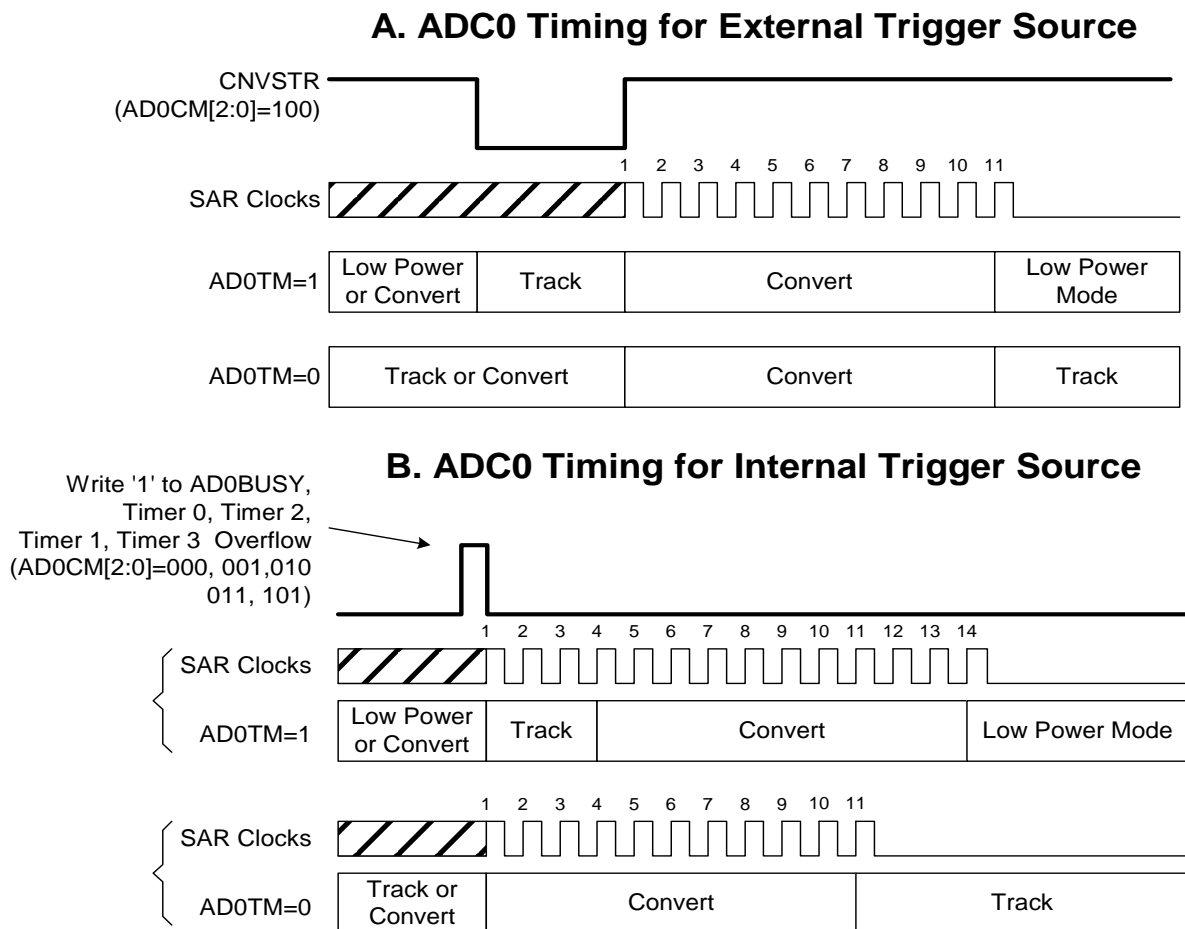 A. ADC0 Timing for External Trigger Source
CNVSTR
(AD0CM[2:0]=100)
1 2 3 4 5 6 7 8 9 10 11
SAR Clocks
AD0TM=1
Low Power
or Convert
Track
Convert
Low Power
Mode
AD0TM=0
Track or Convert
Convert
Track
B. ADC0 Timing for Internal Trigger Source
Write '1' to AD0BUSY,
Timer 0, Timer 2,
Timer 1, Timer 3 Overflow
(AD0CM[2:0]=000, 001,010
011, 101)
1 2 3 4 5 6 7 8 9 10 11 12 13 14
SAR Clocks
AD0TM=1
Low Power
or Convert
Track
Convert
Low Power Mode
1 2 3 4 5 6 7 8 9 10 11
SAR Clocks
AD0TM=0
Track or
Convert
Convert
Track